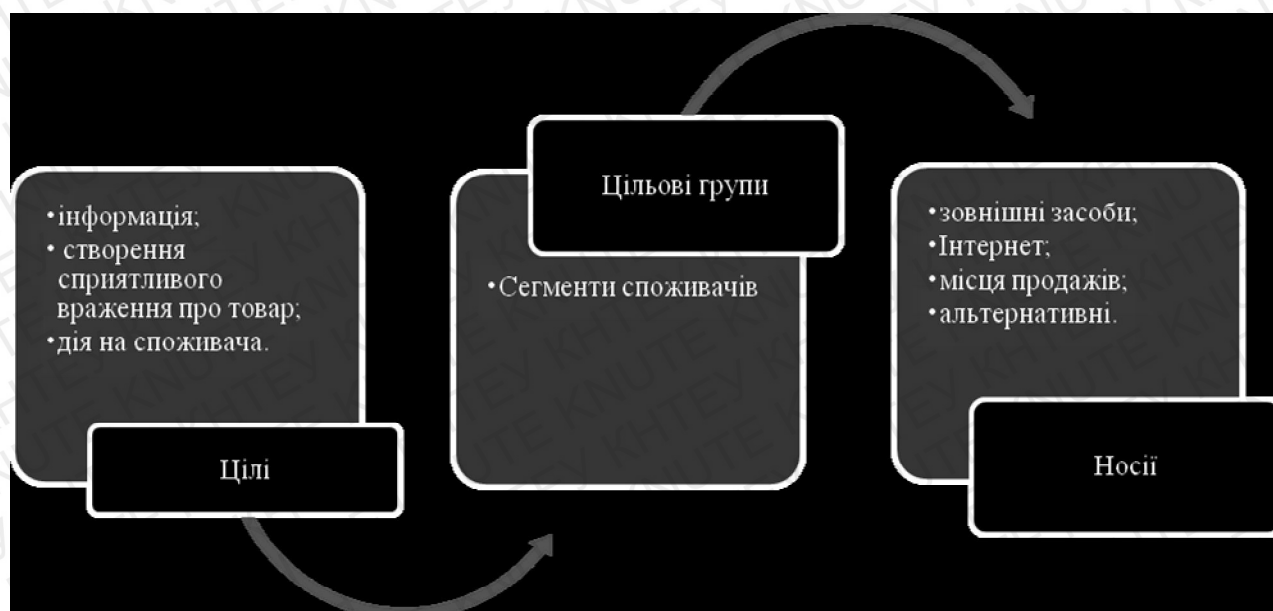 •інформація;
• створення
сприятливого
враження про товар;
•дія на споживача.
Цілі
Цільові групи
•Сегменти споживачів
•зовнішні засоби;
•Інтернет;
•місця продажів;
•альтернативні.
Носії